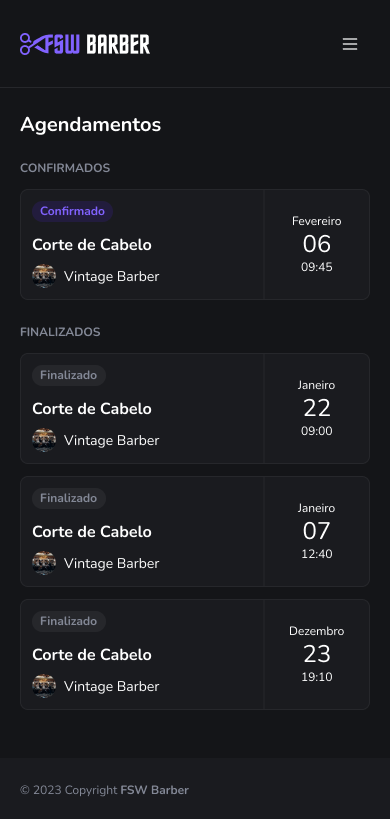 FSW BARBER
Agendamentos
CONFIRMADOS
Confirmado
Corte de Cabelo
Vintage Barber
Fevereiro
06
09:45
FINALIZADOS
Finalizado
Corte de Cabelo
Vintage Barber
Janeiro
22
09:00
Finalizado
Corte de Cabelo
Vintage Barber
Janeiro
07
12:40
Finalizado
Corte de Cabelo
Vintage Barber
Dezembro
23
19:10
© 2023 Copyright FSW Barber